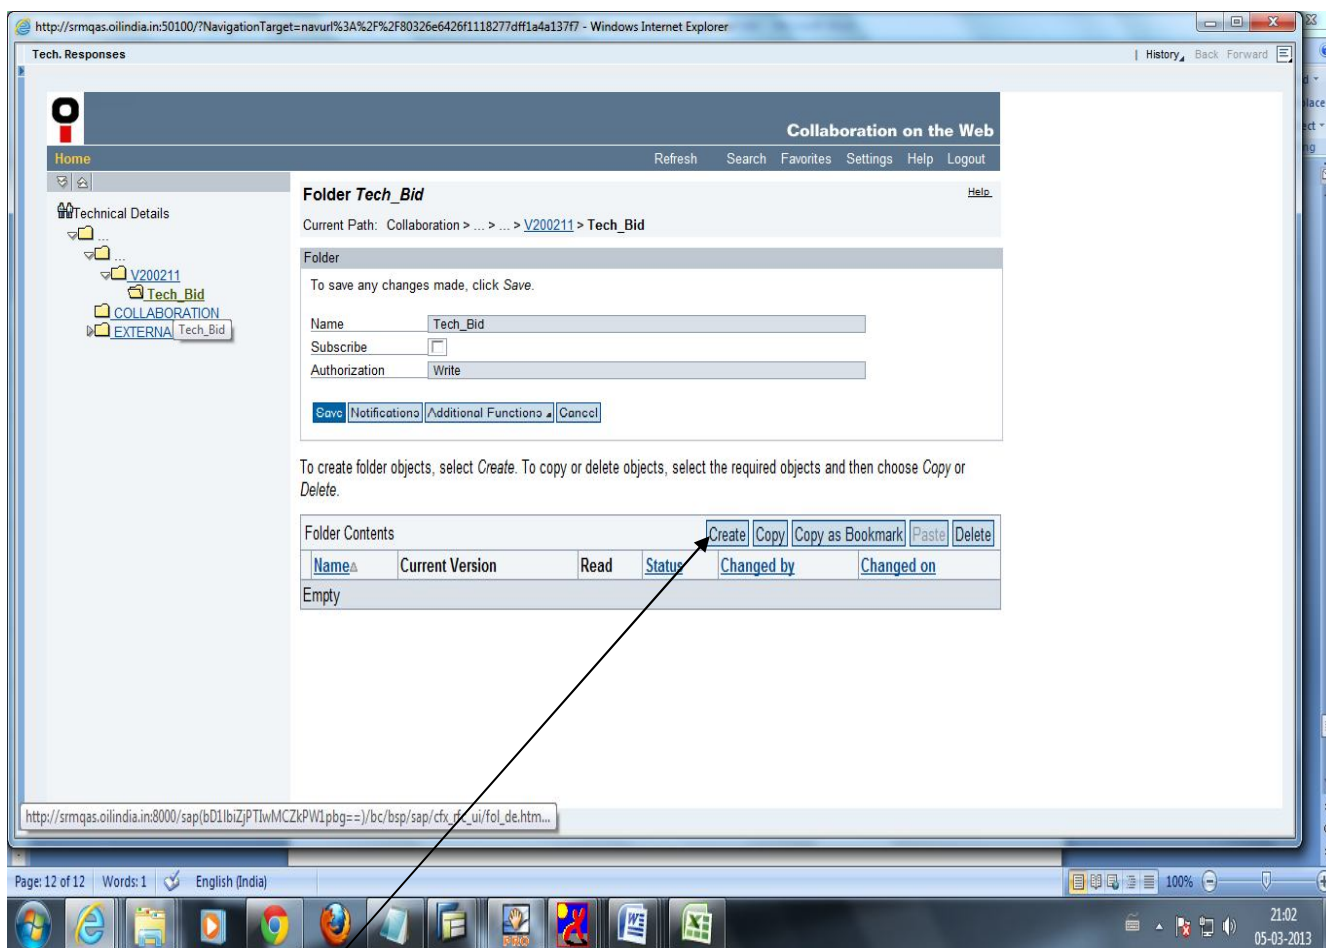 http://srmqas.oilindia.in:50100/?NavigationTarget=navurl%3A%2F%2F80326e6426f1118277dff1a4a137f7 - Windows Internet Explorer
Tech. Responses
| History Back Forward
Collaboration on the Web
Home Refresh Search Favorites Settings Help Logout
Technical Details
...
...
V200211
Tech_Bid
COLLABORATION
EXTERNA
Tech_Bid
Folder Tech_Bid Help
Current Path: Collaboration > ... > ... > V200211 > Tech_Bid
Folder
To save any changes made, click Save.
Name Tech_Bid
Subscribe
Authorization Write
Save Notifications Additional Functions Cancel
To create folder objects, select Create. To copy or delete objects, select the required objects and then choose Copy or
Delete.
Folder Contents Create Copy Copy as Bookmark Paste Delete
Name Current Version Read Status Changed by Changed on
Empty
Page: 12 of 12 Words: 1 English (India) 100%
PRO
21:02
05-03-2013